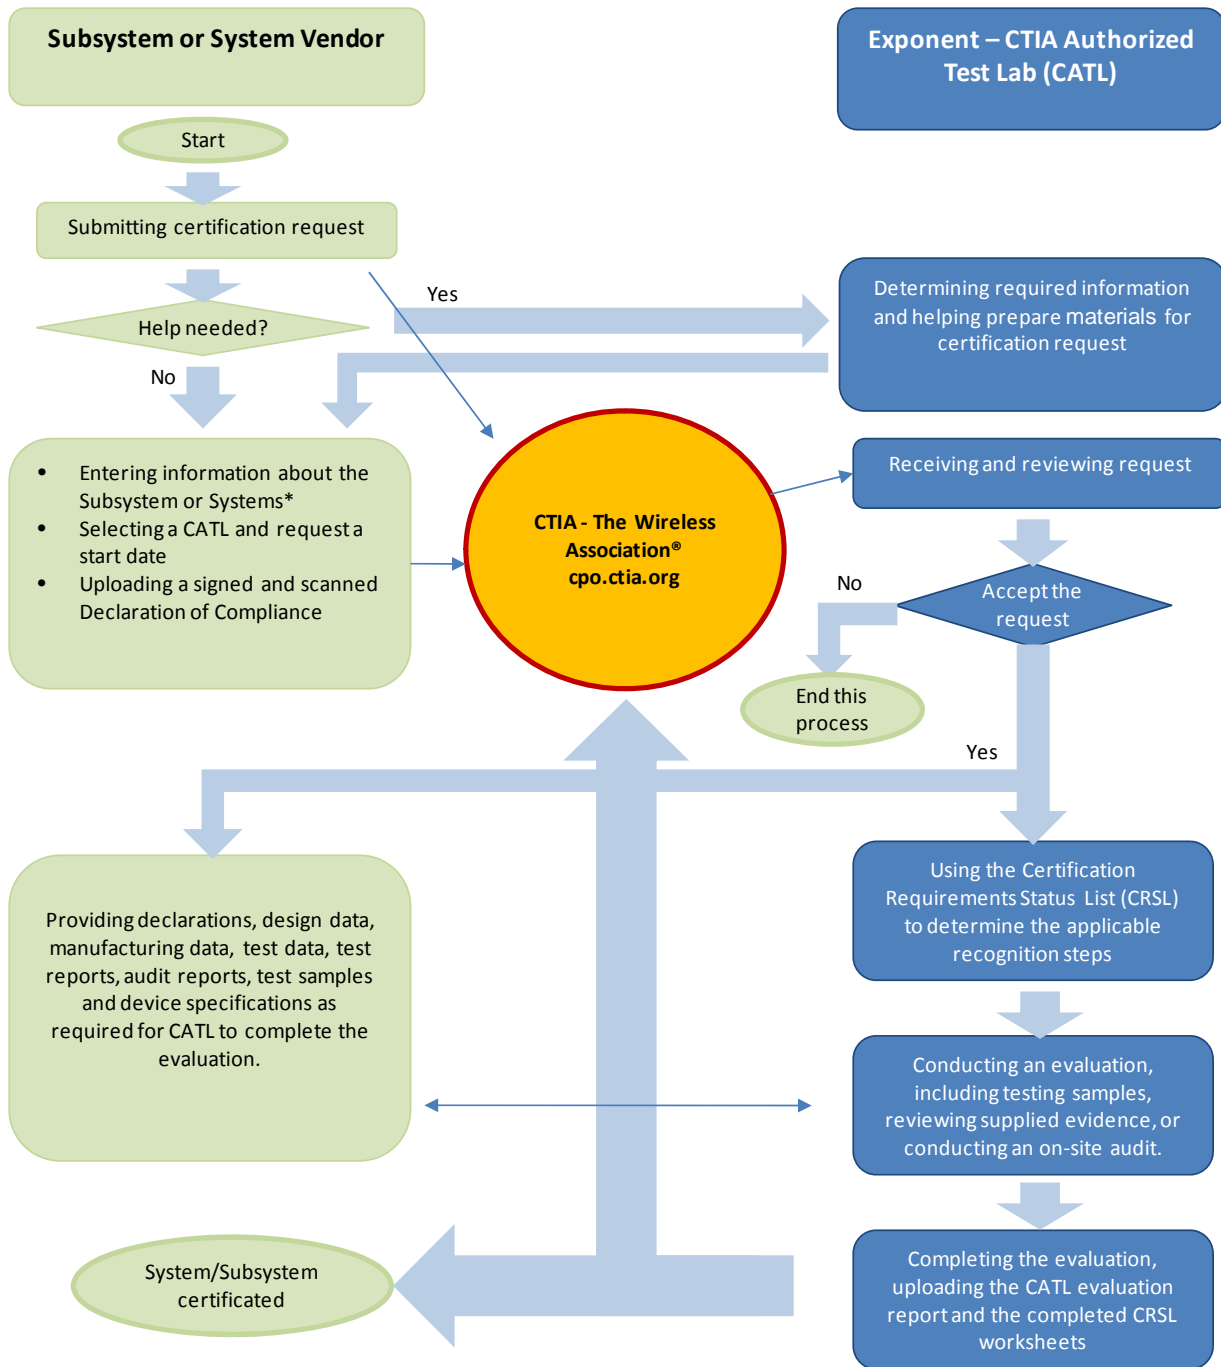 Subsystem or System Vendor
Exponent – CTIA Authorized
Test Lab (CATL)
Start
Submitting certification request
Yes
Help needed?
No
Determining required information
and helping prepare materials for
certification request
• Entering information about the
Subsystem or Systems*
• Selecting a CATL and request a
start date
• Uploading a signed and scanned
Declaration of Compliance
CTIA - The Wireless
Association®
cpo.ctia.org
Receiving and reviewing request
No
Accept the
request
End this
process
Yes
Providing declarations, design data,
manufacturing data, test data, test
reports, audit reports, test samples
and device specifications as
required for CATL to complete the
evaluation.
Using the Certification
Requirements Status List (CRSL)
to determine the applicable
recognition steps
Conducting an evaluation,
including testing samples,
reviewing supplied evidence, or
conducting an on-site audit.
System/Subsystem
certificated
Completing the evaluation,
uploading the CATL evaluation
report and the completed CRSL
worksheets